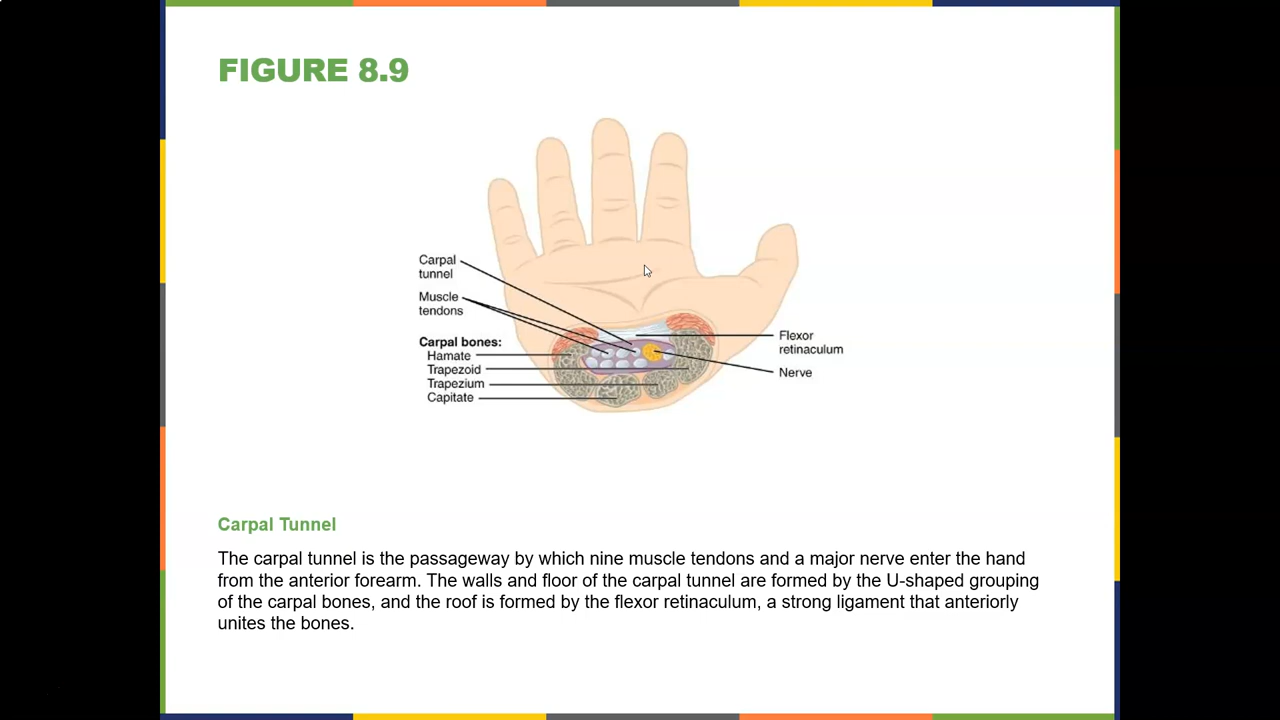 FIGURE 8.9
Carpal
tunnel
Muscle
tendons
Carpal bones:
Hamate
Trapezoid
Trapezium
Capitate
Flexor
retinaculum
Nerve
Carpal Tunnel
The carpal tunnel is the passageway by which nine muscle tendons and a major nerve enter the hand
from the anterior forearm. The walls and floor of the carpal tunnel are formed by the U-shaped grouping
of the carpal bones, and the roof is formed by the flexor retinaculum, a strong ligament that anteriorly
unites the bones.